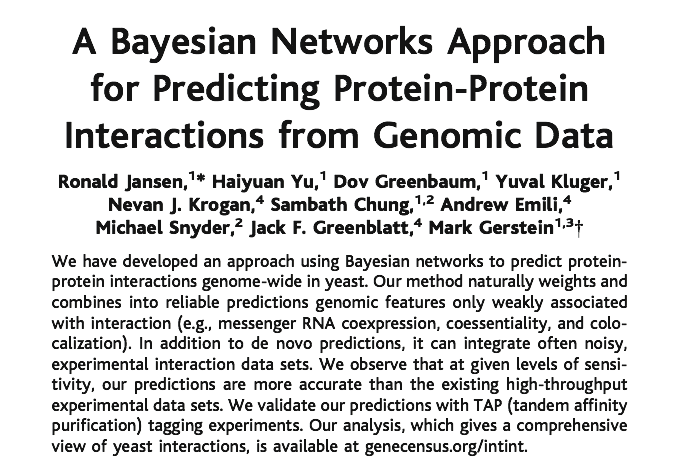 A Bayesian Networks Approach
for Predicting Protein-Protein
Interactions from Genomic Data
Ronald Jansen,¹* Haiyuan Yu,¹ Dov Greenbaum,¹ Yuval Kluger,¹
Nevan J. Krogan,⁴ Sambath Chung,¹,² Andrew Emili,⁴
Michael Snyder,² Jack F. Greenblatt,⁴ Mark Gerstein¹,³†
We have developed an approach using Bayesian networks to predict protein-
protein interactions genome-wide in yeast. Our method naturally weights and
combines into reliable predictions genomic features only weakly associated
with interaction (e.g., messenger RNA coexpression, coessentiality, and colo-
calization). In addition to de novo predictions, it can integrate often noisy,
experimental interaction data sets. We observe that at given levels of sensi-
tivity, our predictions are more accurate than the existing high-throughput
experimental data sets. We validate our predictions with TAP (tandem affinity
purification) tagging experiments. Our analysis, which gives a comprehensive
view of yeast interactions, is available at genecensus.org/intint.